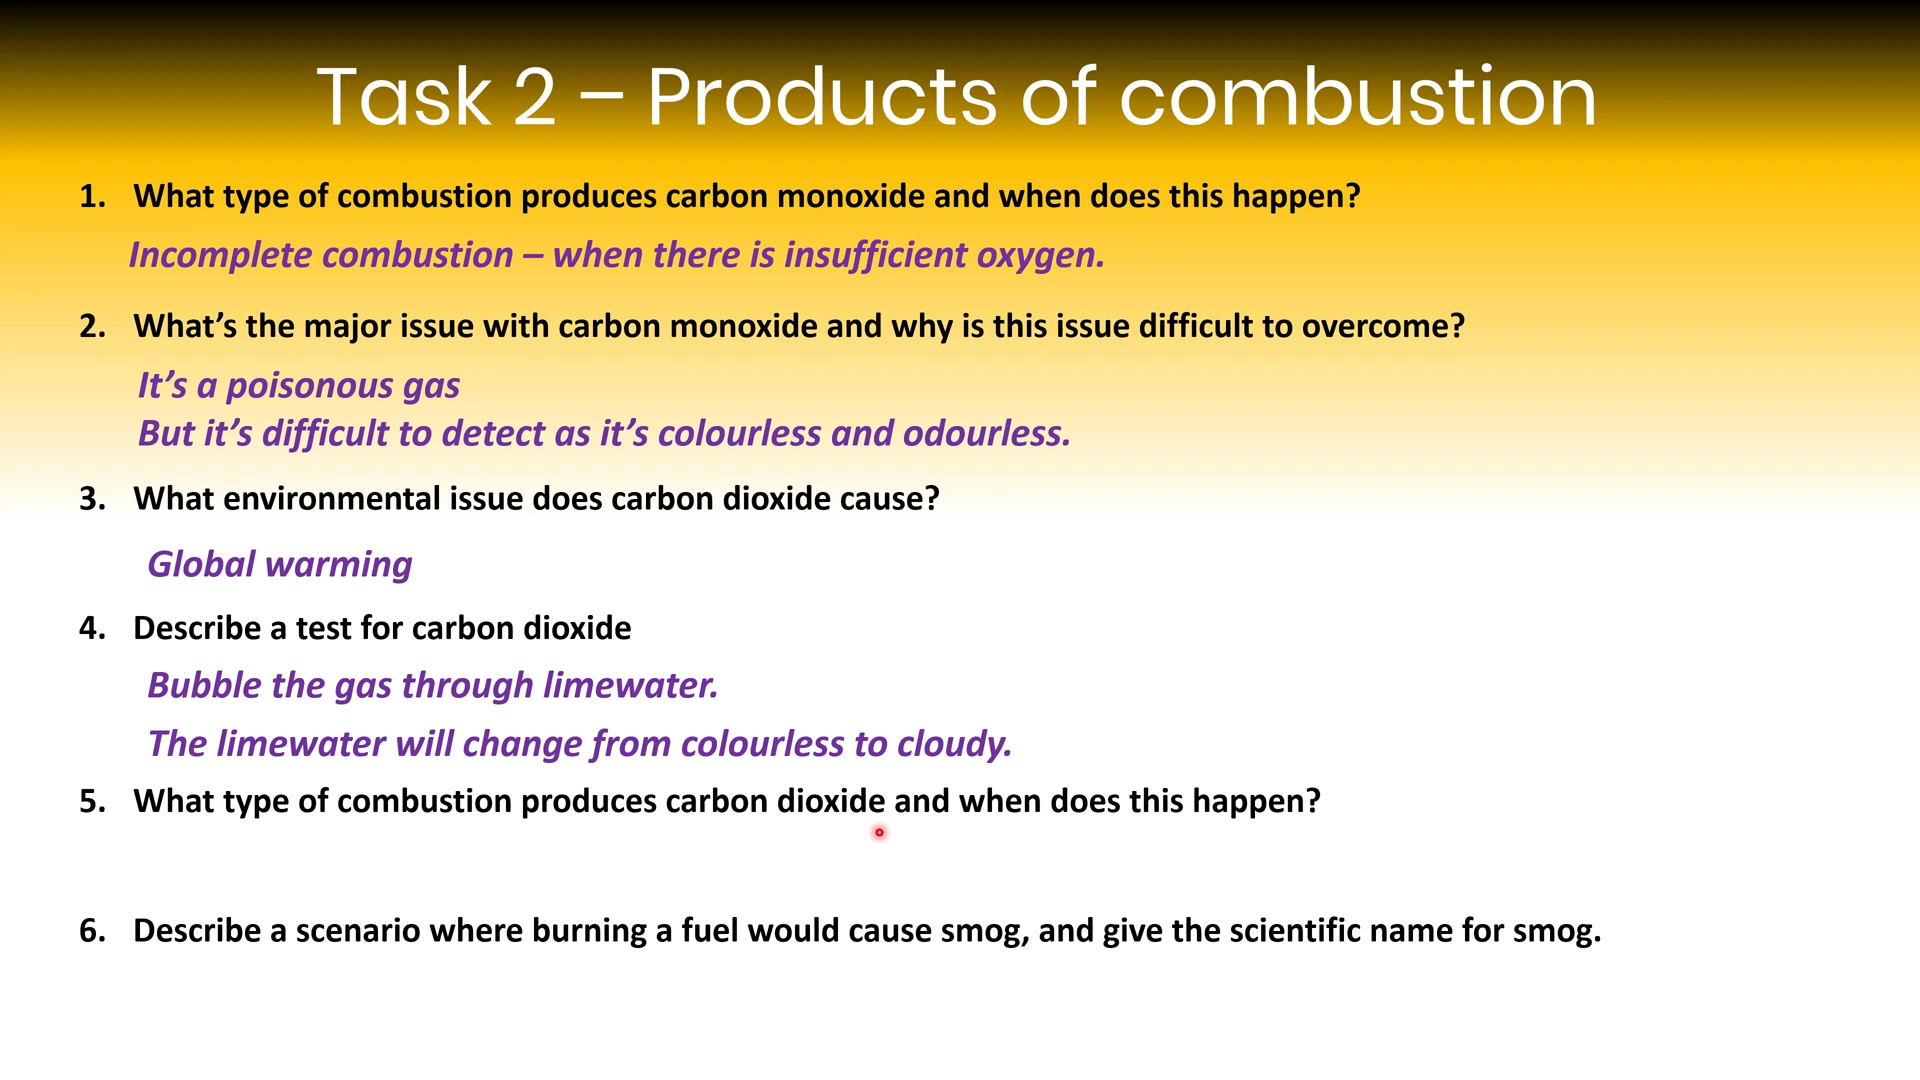 Task 2 – Products of combustion
1. What type of combustion produces carbon monoxide and when does this happen?
Incomplete combustion – when there is insufficient oxygen.
2. What’s the major issue with carbon monoxide and why is this issue difficult to overcome?
It’s a poisonous gas
But it’s difficult to detect as it’s colourless and odourless.
3. What environmental issue does carbon dioxide cause?
Global warming
4. Describe a test for carbon dioxide
Bubble the gas through limewater.
The limewater will change from colourless to cloudy.
5. What type of combustion produces carbon dioxide and when does this happen?
6. Describe a scenario where burning a fuel would cause smog, and give the scientific name for smog.